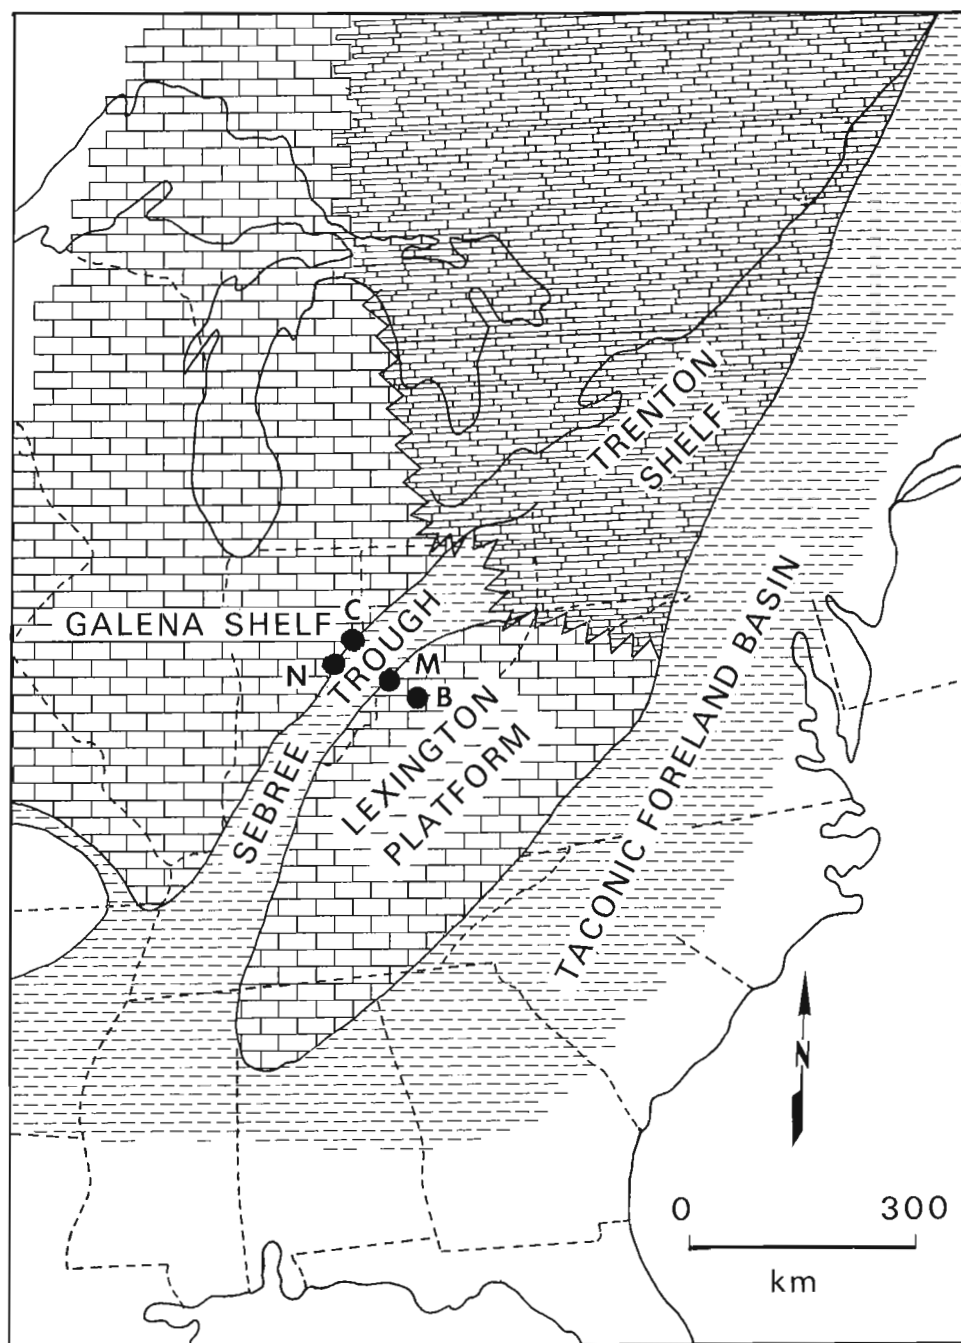 TRENTON
SHELF
GALENA SHELF
C
N
M
B
SEBREE TROUGH
LEXINGTON
PLATFORM
TACONIC FORELAND BASIN
N
0 300
km